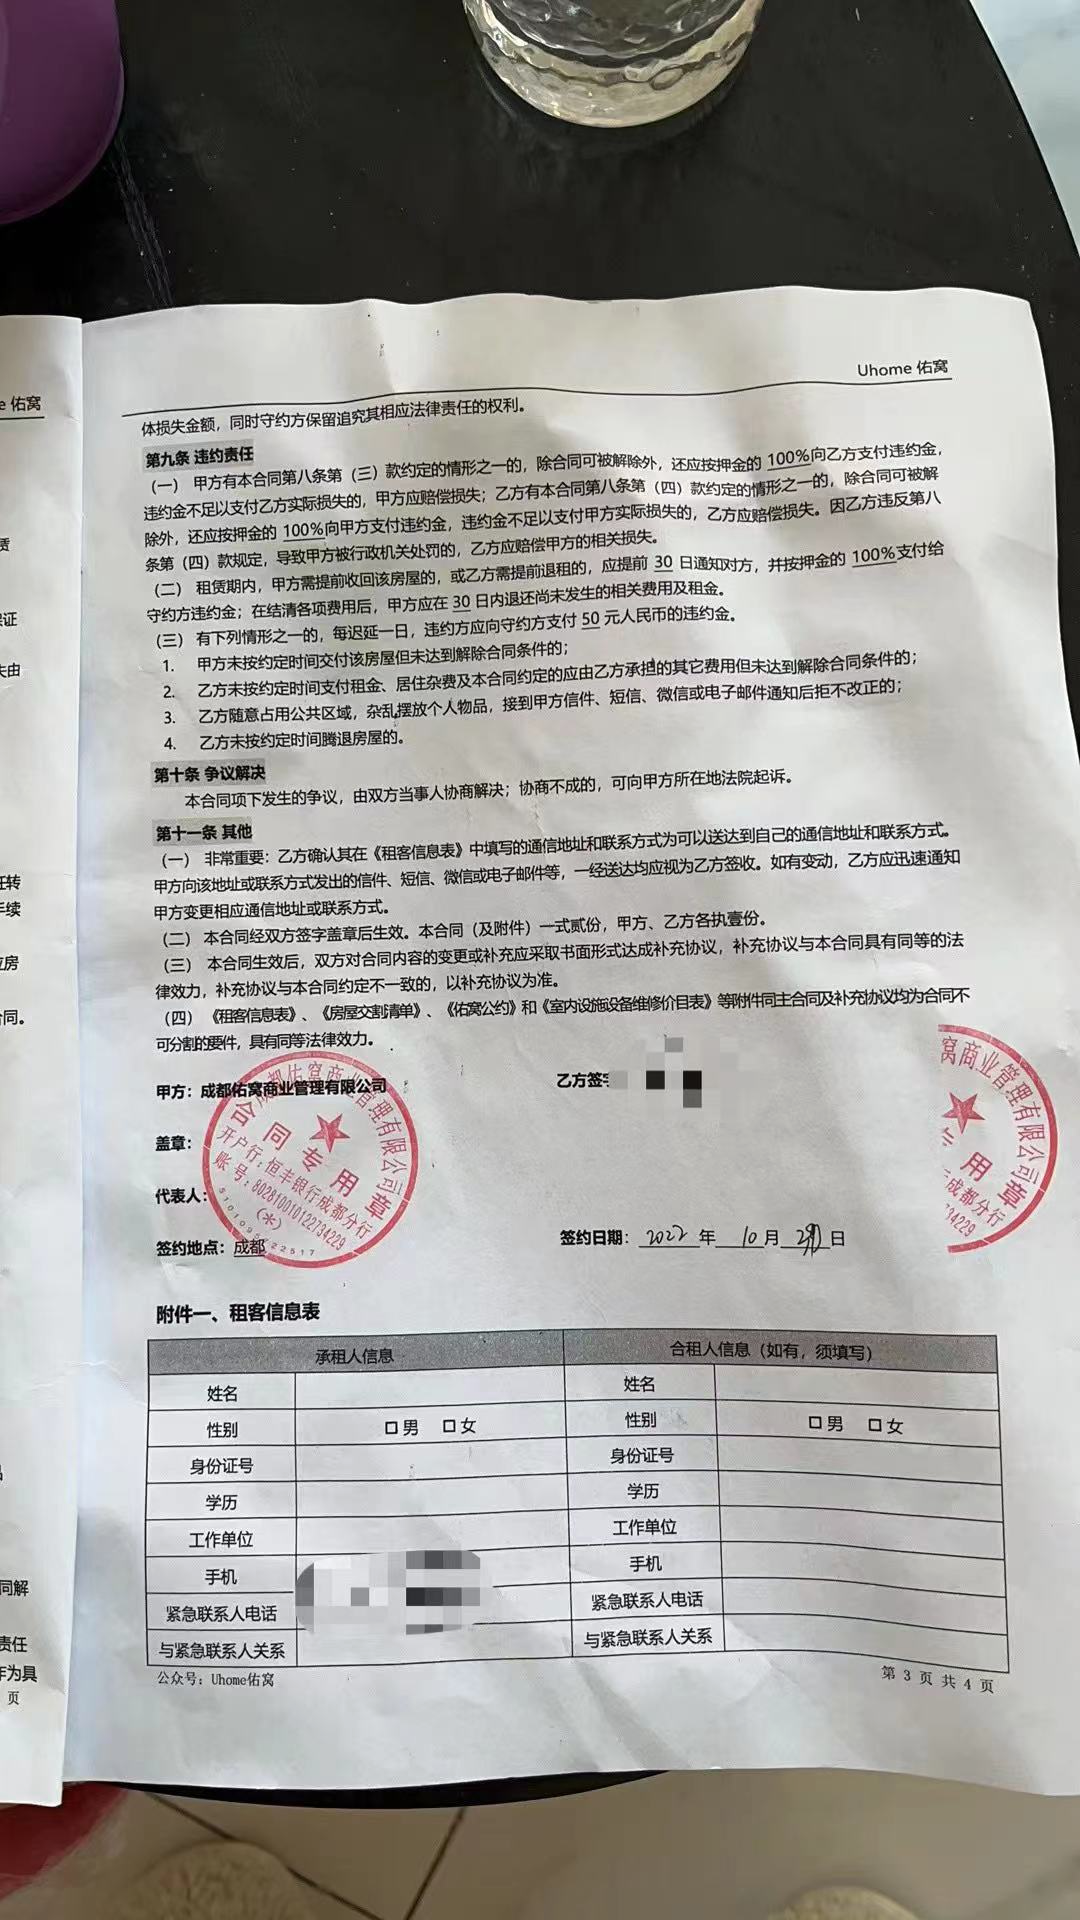 Uhome 佑窝
e 佑窝
体损失金额，同时守约方保留追究其相应法律责任的权利。
第九条 违约责任
（一） 甲方有本合同第八条第（三）款约定的情形之一的，除合同可被解除外，还应按押金的 100%向乙方支付违约金，
违约金不足以支付乙方实际损失的，甲方应赔偿损失；乙方有本合同第八条第（四）款约定的情形之一的，除合同可被解
除外，还应按押金的 100%向甲方支付违约金，违约金不足以支付甲方实际损失的，乙方应赔偿损失。因乙方违反第八
条第（四）款规定，导致甲方被行政机关处罚的，乙方应赔偿甲方的相关损失。
（二） 租赁期内，甲方需提前收回该房屋的，或乙方需提前退租的，应提前 30 日通知对方，并按押金的 100%支付给
守约方违约金；在结清各项费用后，甲方应在 30 日内退还尚未发生的相关费用及租金。
（三） 有下列情形之一的，每迟延一日，违约方应向守约方支付 50 元人民币的违约金。
1. 甲方未按约定时间交付该房屋但未达到解除合同条件的；
2. 乙方未按约定时间支付租金、居住杂费及本合同约定的应由乙方承担的其它费用但未达到解除合同条件的；
3. 乙方随意占用公共区域，杂乱摆放个人物品，接到甲方信件、短信、微信或电子邮件通知后拒不改正的；
4. 乙方未按约定时间腾退房屋的。
第十条 争议解决
本合同项下发生的争议，由双方当事人协商解决；协商不成的，可向甲方所在地法院起诉。
第十一条 其他
（一） 非常重要：乙方确认其在《租客信息表》中填写的通信地址和联系方式为可以送达到自己的通信地址和联系方式。
甲方向该地址或联系方式发出的信件、短信、微信或电子邮件等，一经送达均应视为乙方签收。如有变动，乙方应迅速通知
甲方变更相应通信地址或联系方式。
（二） 本合同经双方签字盖章后生效。本合同（及附件）一式贰份，甲方、乙方各执壹份。
（三） 本合同生效后，双方对合同内容的变更或补充应采取书面形式达成补充协议，补充协议与本合同具有同等的法
律效力，补充协议与本合同约定不一致的，以补充协议为准。
（四） 《租客信息表》、《房屋交割清单》、《佑窝公约》和《室内设施设备维修价目表》等附件同主合同及补充协议均为合同不
可分割的要件，具有同等法律效力。
甲方：成都佑窝商业管理有限公司 乙方签字
盖章：
代表人：
签约地点：成都 签约日期：2022 年 10 月 日
成都佑窝商业管理有限公司
合同专用章
开户行：恒丰银行成都分行
账号：802810010122734229
(*)
窝商业管理有限公司
专用章
成都分行
734229
附件一、租客信息表
承租人信息 合租人信息（如有，须填写）
姓名 姓名
性别 口男 口女 性别 口男 口女
身份证号 身份证号
学历 学历
工作单位 工作单位
手机 手机
紧急联系人电话 紧急联系人电话
与紧急联系人关系 与紧急联系人关系
公众号：Uhome佑窝 第 3 页 共 4 页